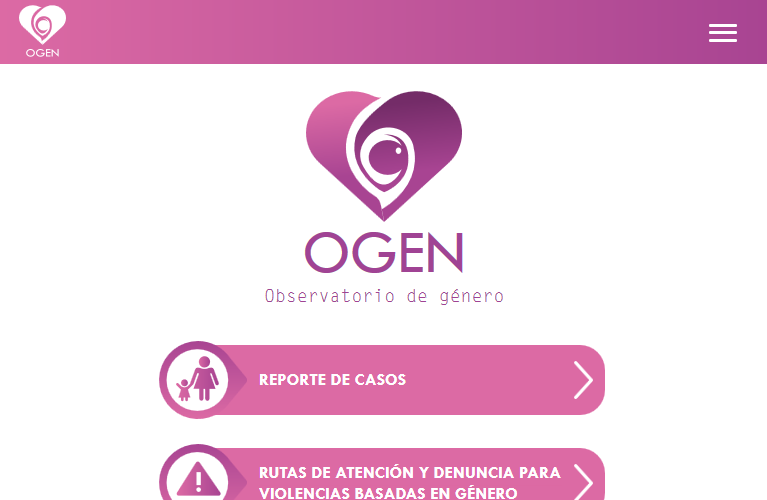 OGEN
OGEN
Observatorio de género
REPORTE DE CASOS
RUTAS DE ATENCIÓN Y DENUNCIA PARA
VIOLENCIAS BASADAS EN GÉNERO